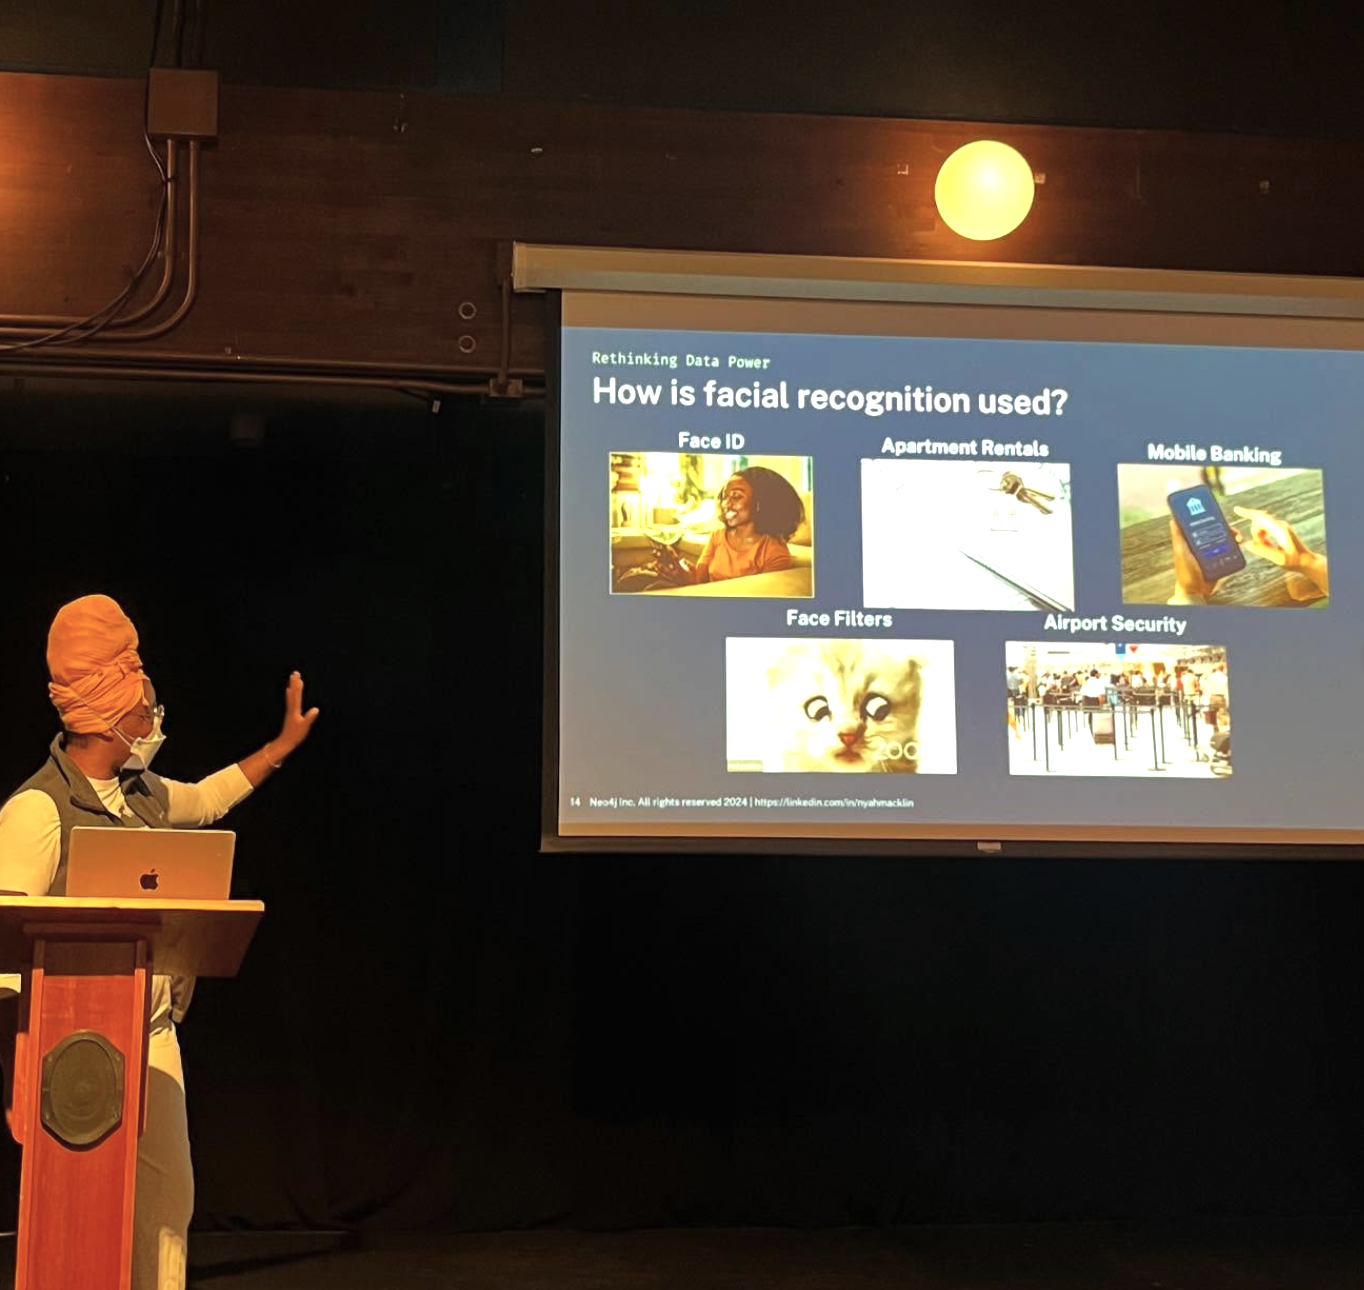 Rethinking Data Power
How is facial recognition used?
Face ID
Apartment Rentals
Mobile Banking
Face Filters
Airport Security
zoo
14 Neo4j Inc. All rights reserved 2024 | https://linkedin.com/in/nyahmacklin